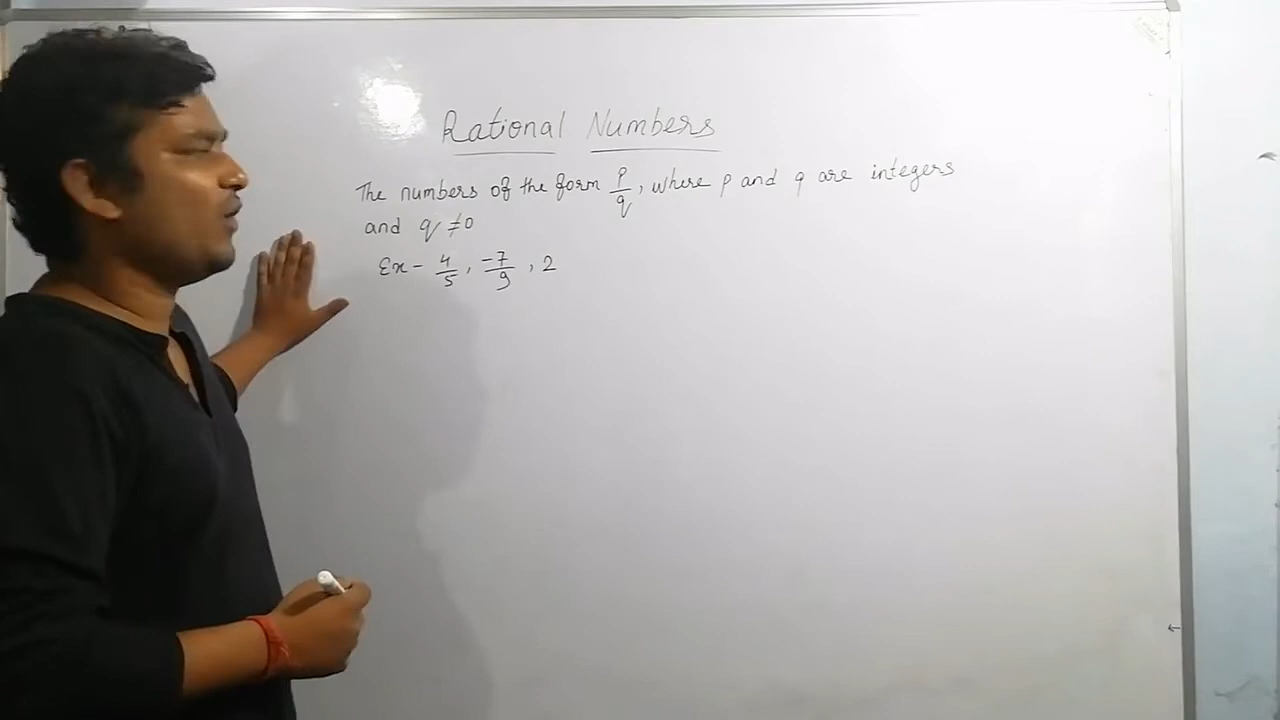 Rational Numbers
The numbers of the form p/q, where p and q are integers
and q ≠ 0
Ex - 4/5, -7/9, 2